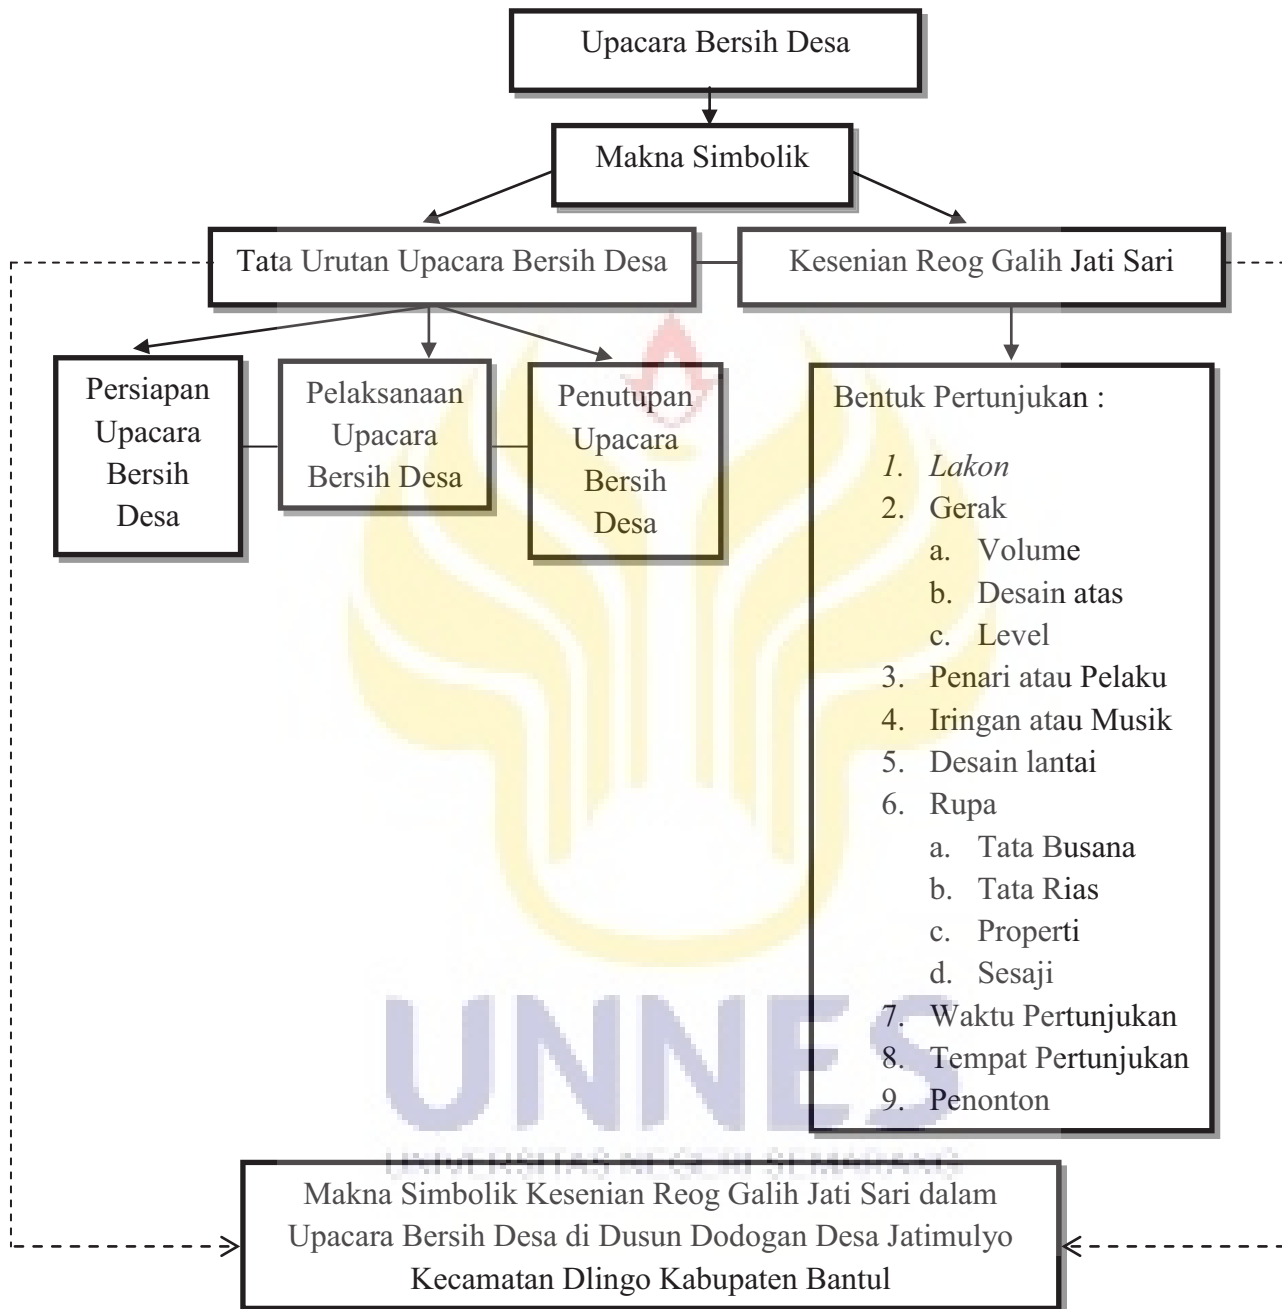 Upacara Bersih Desa
Makna Simbolik
Tata Urutan Upacara Bersih Desa
Kesenian Reog Galih Jati Sari
Persiapan
Upacara
Bersih
Desa
Pelaksanaan
Upacara
Bersih Desa
Penutupan
Upacara
Bersih
Desa
Bentuk Pertunjukan :
1. Lakon
2. Gerak
a. Volume
b. Desain atas
c. Level
3. Penari atau Pelaku
4. Iringan atau Musik
5. Desain lantai
6. Rupa
a. Tata Busana
b. Tata Rias
c. Properti
d. Sesaji
7. Waktu Pertunjukan
8. Tempat Pertunjukan
9. Penonton
UNNES
UNIVERSITAS NEGERI SEMARANG
Makna Simbolik Kesenian Reog Galih Jati Sari dalam
Upacara Bersih Desa di Dusun Dodogan Desa Jatimulyo
Kecamatan Dlingo Kabupaten Bantul